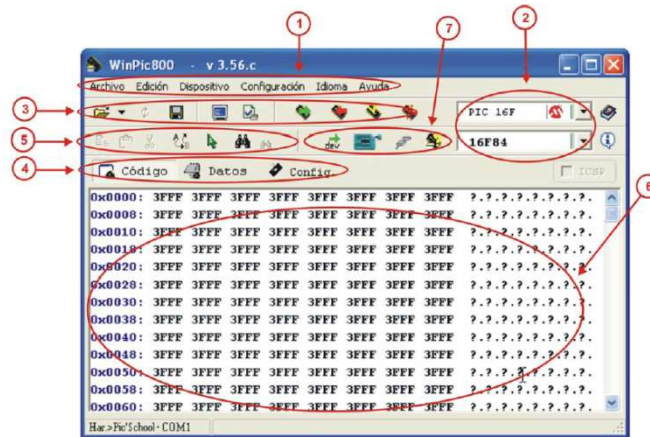 1
7
2
WinPic800 - v 3.56.c
Archivo Edición Dispositivo Configuración Idioma Ayuda
3
PIC 16F
5
dev
16F84
4
Código Datos Config.
ICSP
6
0x0000: 3FFF 3FFF 3FFF 3FFF 3FFF 3FFF 3FFF 3FFF ?.?.?.?.?.?.?.?.
0x0008: 3FFF 3FFF 3FFF 3FFF 3FFF 3FFF 3FFF 3FFF ?.?.?.?.?.?.?.?.
0x0010: 3FFF 3FFF 3FFF 3FFF 3FFF 3FFF 3FFF 3FFF ?.?.?.?.?.?.?.?.
0x0018: 3FFF 3FFF 3FFF 3FFF 3FFF 3FFF 3FFF 3FFF ?.?.?.?.?.?.?.?.
0x0020: 3FFF 3FFF 3FFF 3FFF 3FFF 3FFF 3FFF 3FFF ?.?.?.?.?.?.?.?.
0x0028: 3FFF 3FFF 3FFF 3FFF 3FFF 3FFF 3FFF 3FFF ?.?.?.?.?.?.?.?.
0x0030: 3FFF 3FFF 3FFF 3FFF 3FFF 3FFF 3FFF 3FFF ?.?.?.?.?.?.?.?.
0x0038: 3FFF 3FFF 3FFF 3FFF 3FFF 3FFF 3FFF 3FFF ?.?.?.?.?.?.?.?.
0x0040: 3FFF 3FFF 3FFF 3FFF 3FFF 3FFF 3FFF 3FFF ?.?.?.?.?.?.?.?.
0x0048: 3FFF 3FFF 3FFF 3FFF 3FFF 3FFF 3FFF 3FFF ?.?.?.?.?.?.?.?.
0x0050: 3FFF 3FFF 3FFF 3FFF 3FFF 3FFF 3FFF 3FFF ?.?.?.?.?.?.?.?.
0x0058: 3FFF 3FFF 3FFF 3FFF 3FFF 3FFF 3FFF 3FFF ?.?.?.?.?.?.?.?.
0x0060: 3FFF 3FFF 3FFF 3FFF 3FFF 3FFF 3FFF 3FFF ?.?.?.?.?.?.?.?.
Har.>Pic'School - COM1